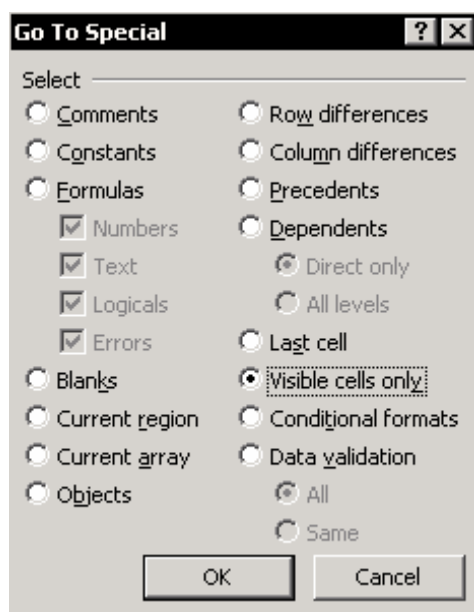 Go To Special
Select
Comments
Constants
Formulas
Numbers
Text
Logicals
Errors
Blanks
Current region
Current array
Objects
Row differences
Column differences
Precedents
Dependents
Direct only
All levels
Last cell
Visible cells only
Conditional formats
Data validation
All
Same
OK
Cancel